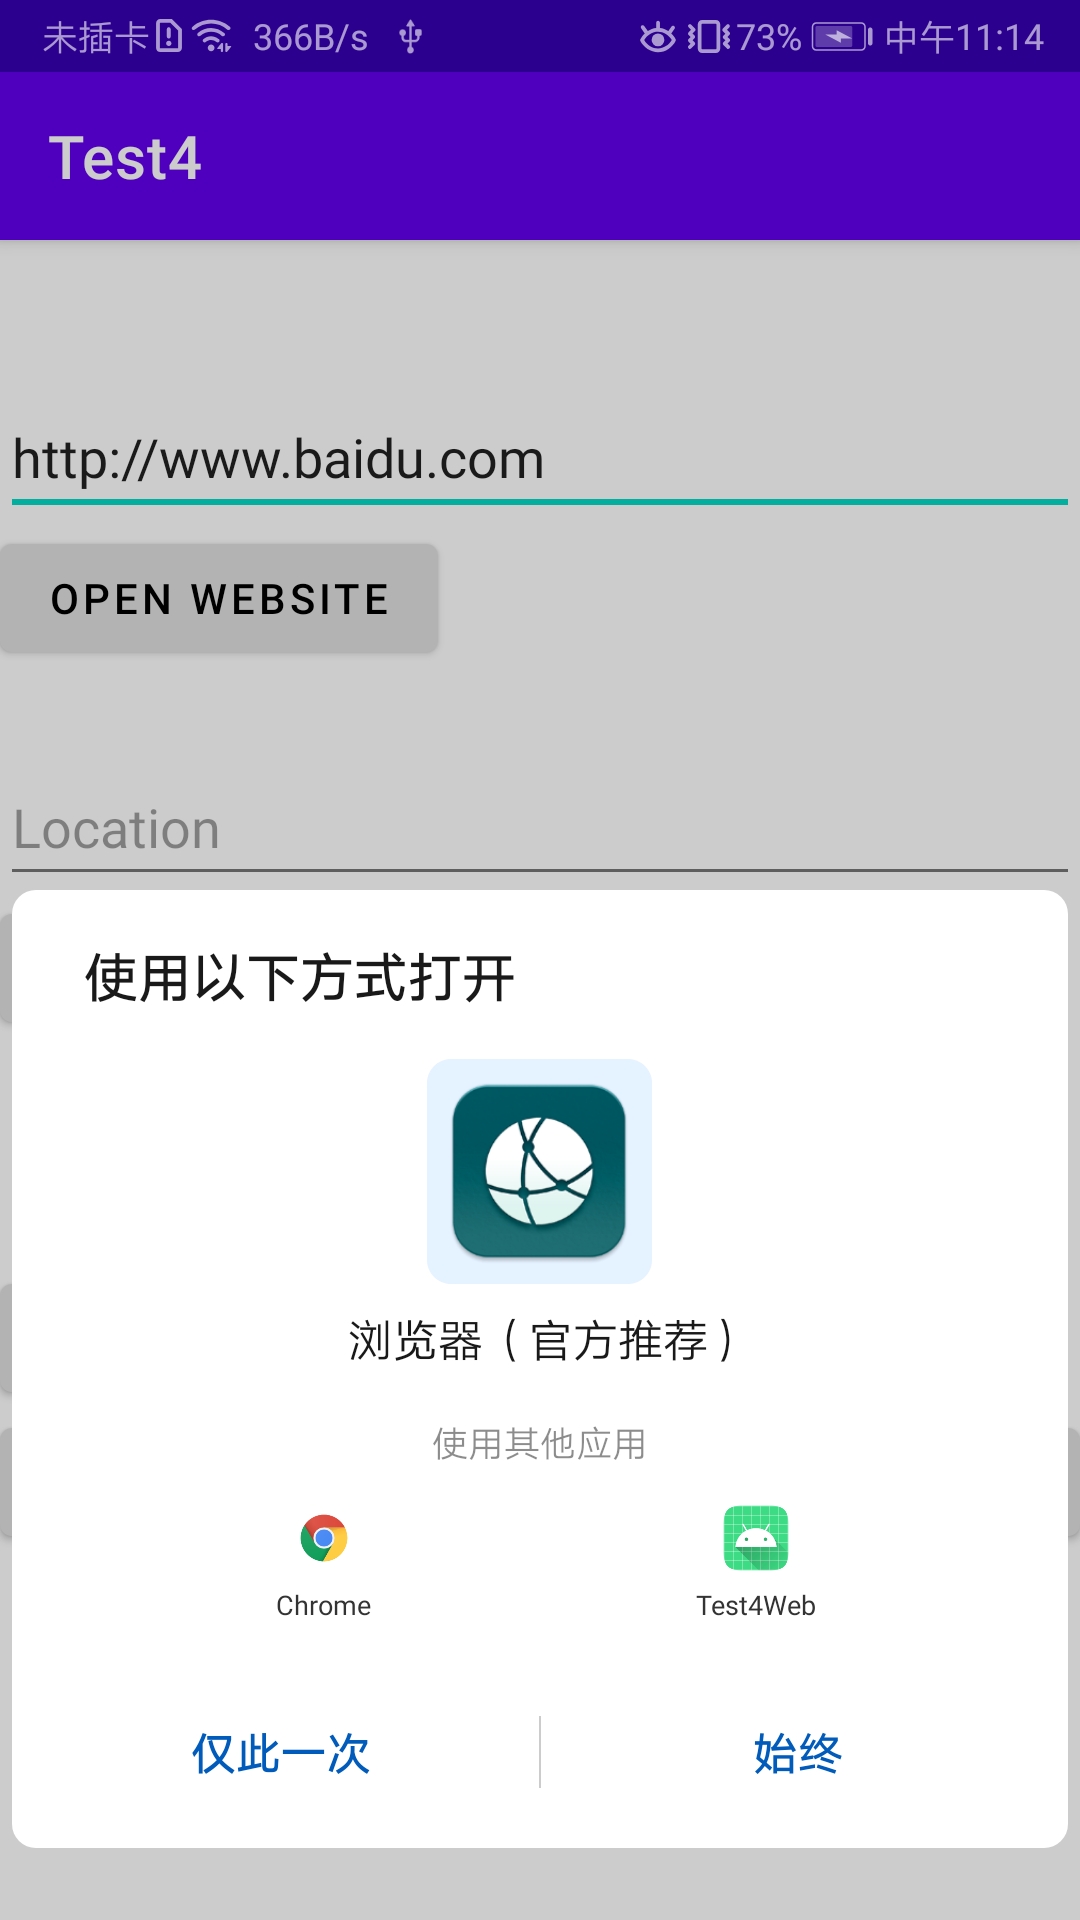 未插卡 366B/s 73% 中午11:14
Test4
http://www.baidu.com
OPEN WEBSITE
Location
使用以下方式打开
浏览器（官方推荐）
使用其他应用
Chrome Test4Web
仅此一次 始终